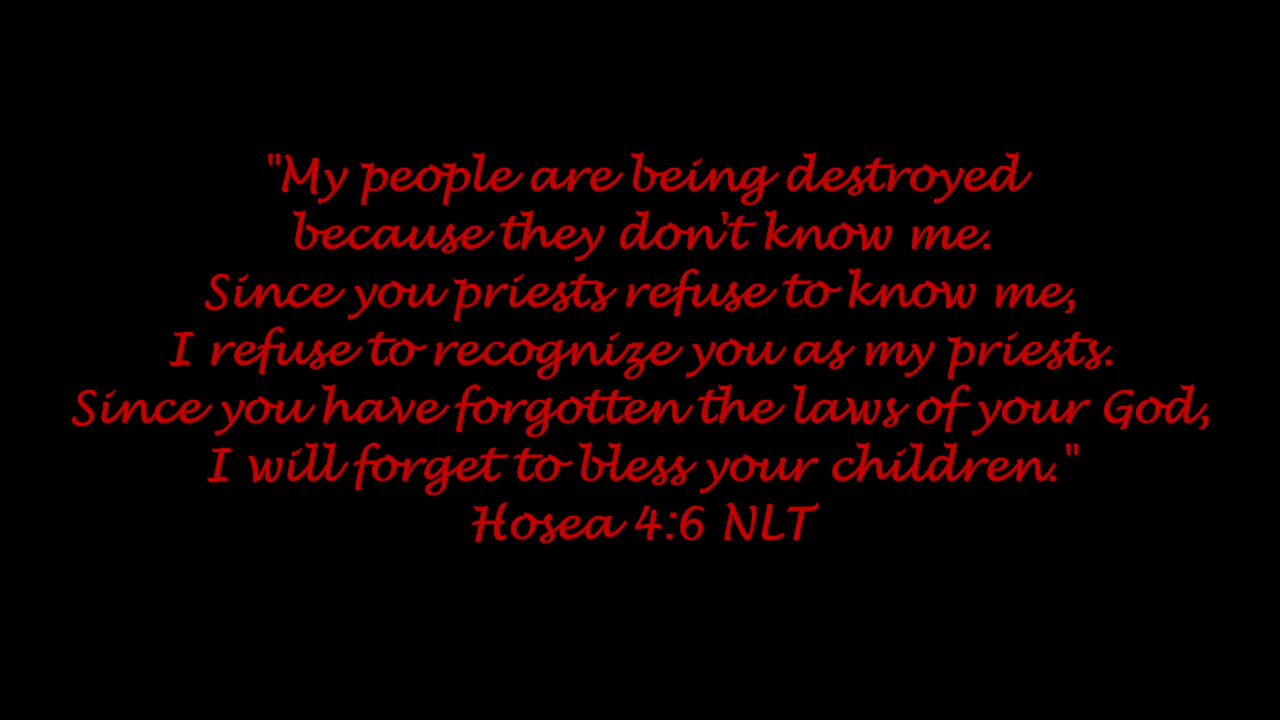 "My people are being destroyed
because they don't know me.
Since you priests refuse to know me,
I refuse to recognize you as my priests.
Since you have forgotten the laws of your God,
I will forget to bless your children."
Hosea 4:6 NLT